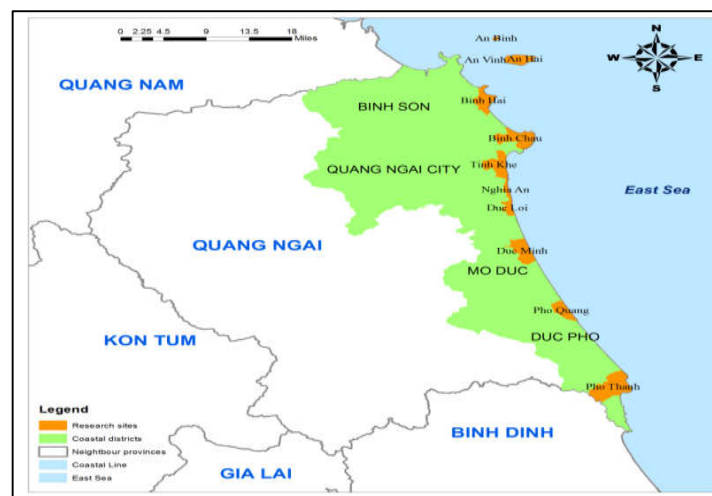 0 2.25 4.5 9 13.5 18
Miles
An Binh
An Vinh An Hai
N
W E
S
QUANG NAM
BINH SON
Binh Hai
Binh Chau
QUANG NGAI CITY
Tinh Khe
Nghia An
East Sea
Duc Loi
QUANG NGAI
Duc Minh
MO DUC
Pho Quang
KON TUM
DUC PHO
Pho Thanh
Legend
Research sites
Coastal districts
Neighbour provinces
Coastal Line
East Sea
BINH DINH
GIA LAI